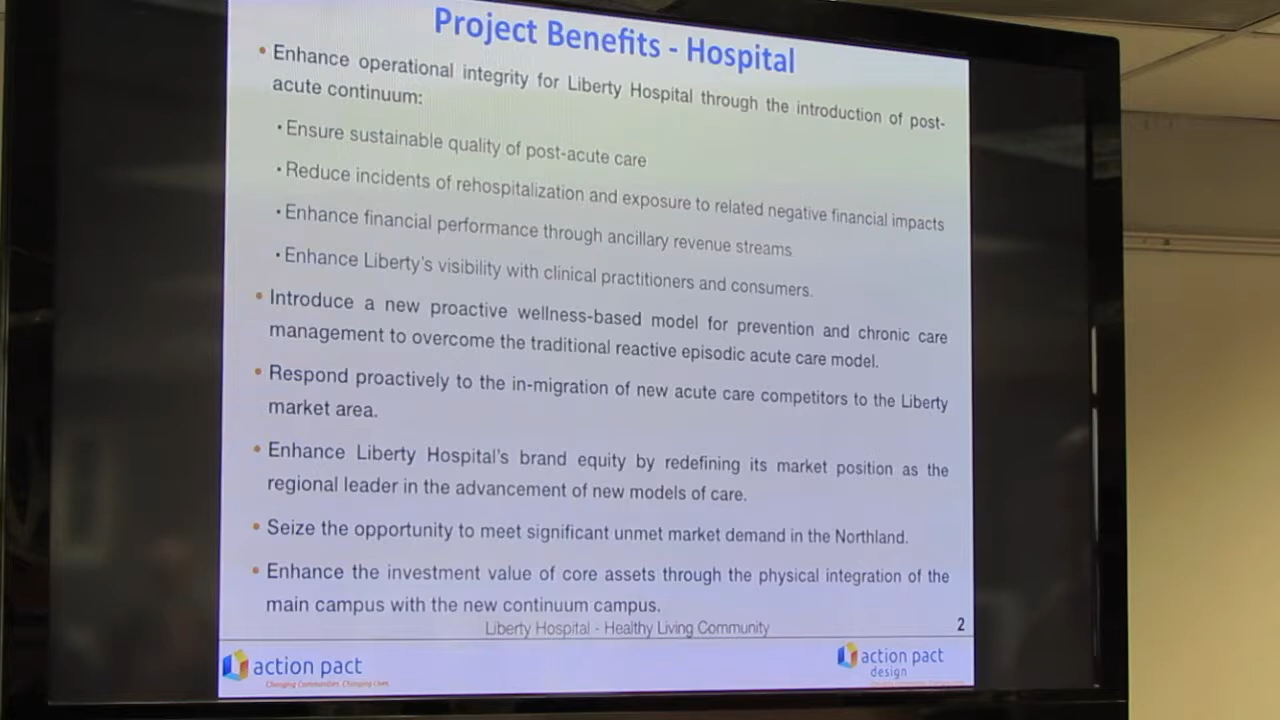 Project Benefits - Hospital
• Enhance operational integrity for Liberty Hospital through the introduction of post-
acute continuum:
• Ensure sustainable quality of post-acute care
• Reduce incidents of rehospitalization and exposure to related negative financial impacts
• Enhance financial performance through ancillary revenue streams
• Enhance Liberty's visibility with clinical practitioners and consumers.
• Introduce a new proactive wellness-based model for prevention and chronic care
management to overcome the traditional reactive episodic acute care model.
• Respond proactively to the in-migration of new acute care competitors to the Liberty
market area.
• Enhance Liberty Hospital's brand equity by redefining its market position as the
regional leader in the advancement of new models of care.
• Seize the opportunity to meet significant unmet market demand in the Northland.
• Enhance the investment value of core assets through the physical integration of the
main campus with the new continuum campus.
Liberty Hospital - Healthy Living Community
2
action pact
Changing Communities. Changing Lives.
action pact
design